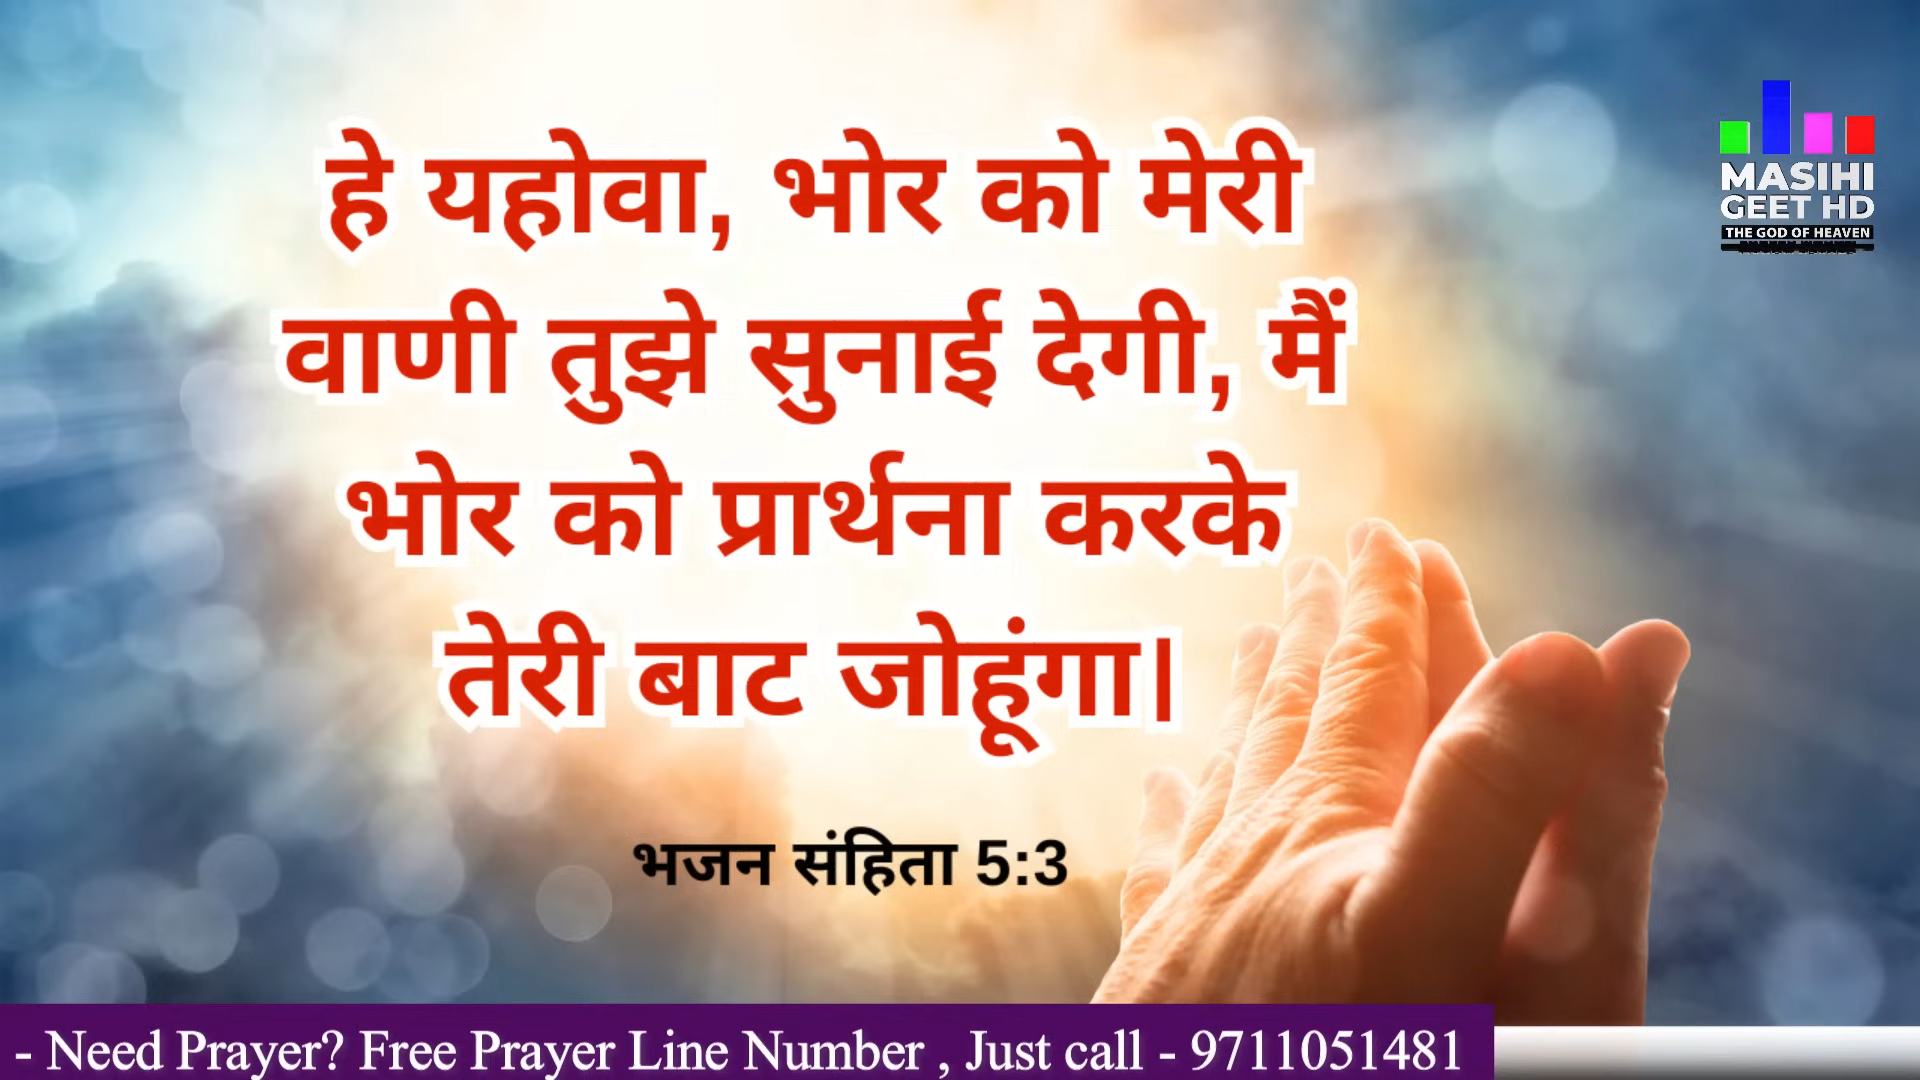 हे यहोवा, भोर को मेरी
वाणी तुझे सुनाई देगी, मैं
भोर को प्रार्थना करके
तेरी बाट जोहूंगा।
भजन संहिता 5:3
MASIHI
GEET HD
THE GOD OF HEAVEN
- Need Prayer? Free Prayer Line Number , Just call - 9711051481